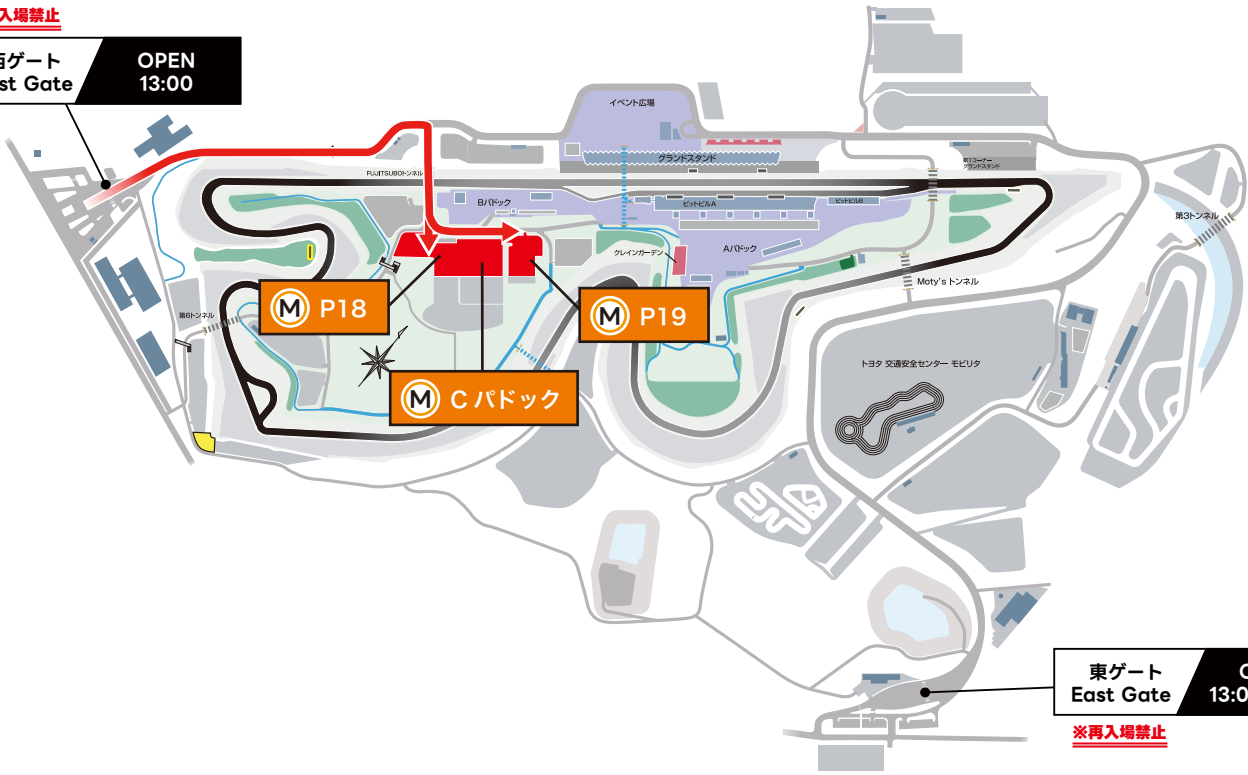 入場禁止
西ゲート
st Gate
OPEN
13:00
イベント広場
グランドスタンド
第1コーナー
グランドスタンド
FUJITSUBOトンネル
Bパドック
ピットビルA
ピットビルB
第3トンネル
クレインガーデン
Aパドック
Moty'sトンネル
第6トンネル
M P18
M P19
トヨタ 交通安全センター モビリタ
M C パドック
東ゲート
East Gate
13:0
※再入場禁止